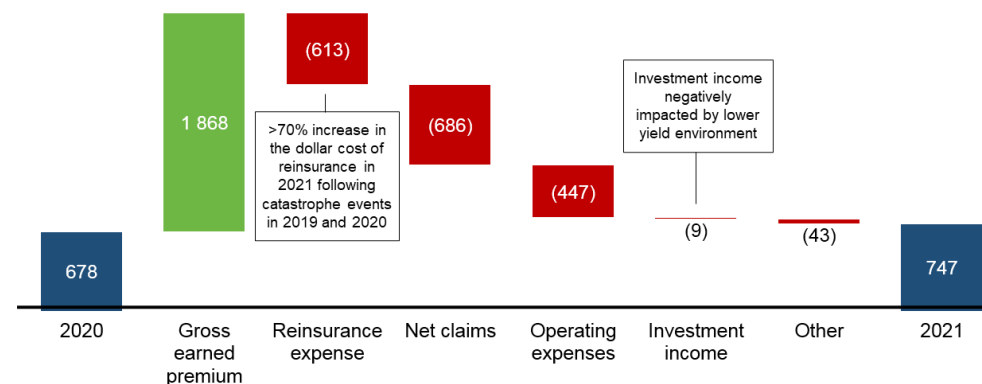 (613)
Investment income
negatively
impacted by lower
yield environment
1 868
>70% increase in
the dollar cost of
reinsurance in
2021 following
catastrophe events
in 2019 and 2020
(686)
(447)
(9)
(43)
678
747
2020
Gross
earned
premium
Reinsurance
expense
Net claims
Operating
expenses
Investment
income
Other
2021